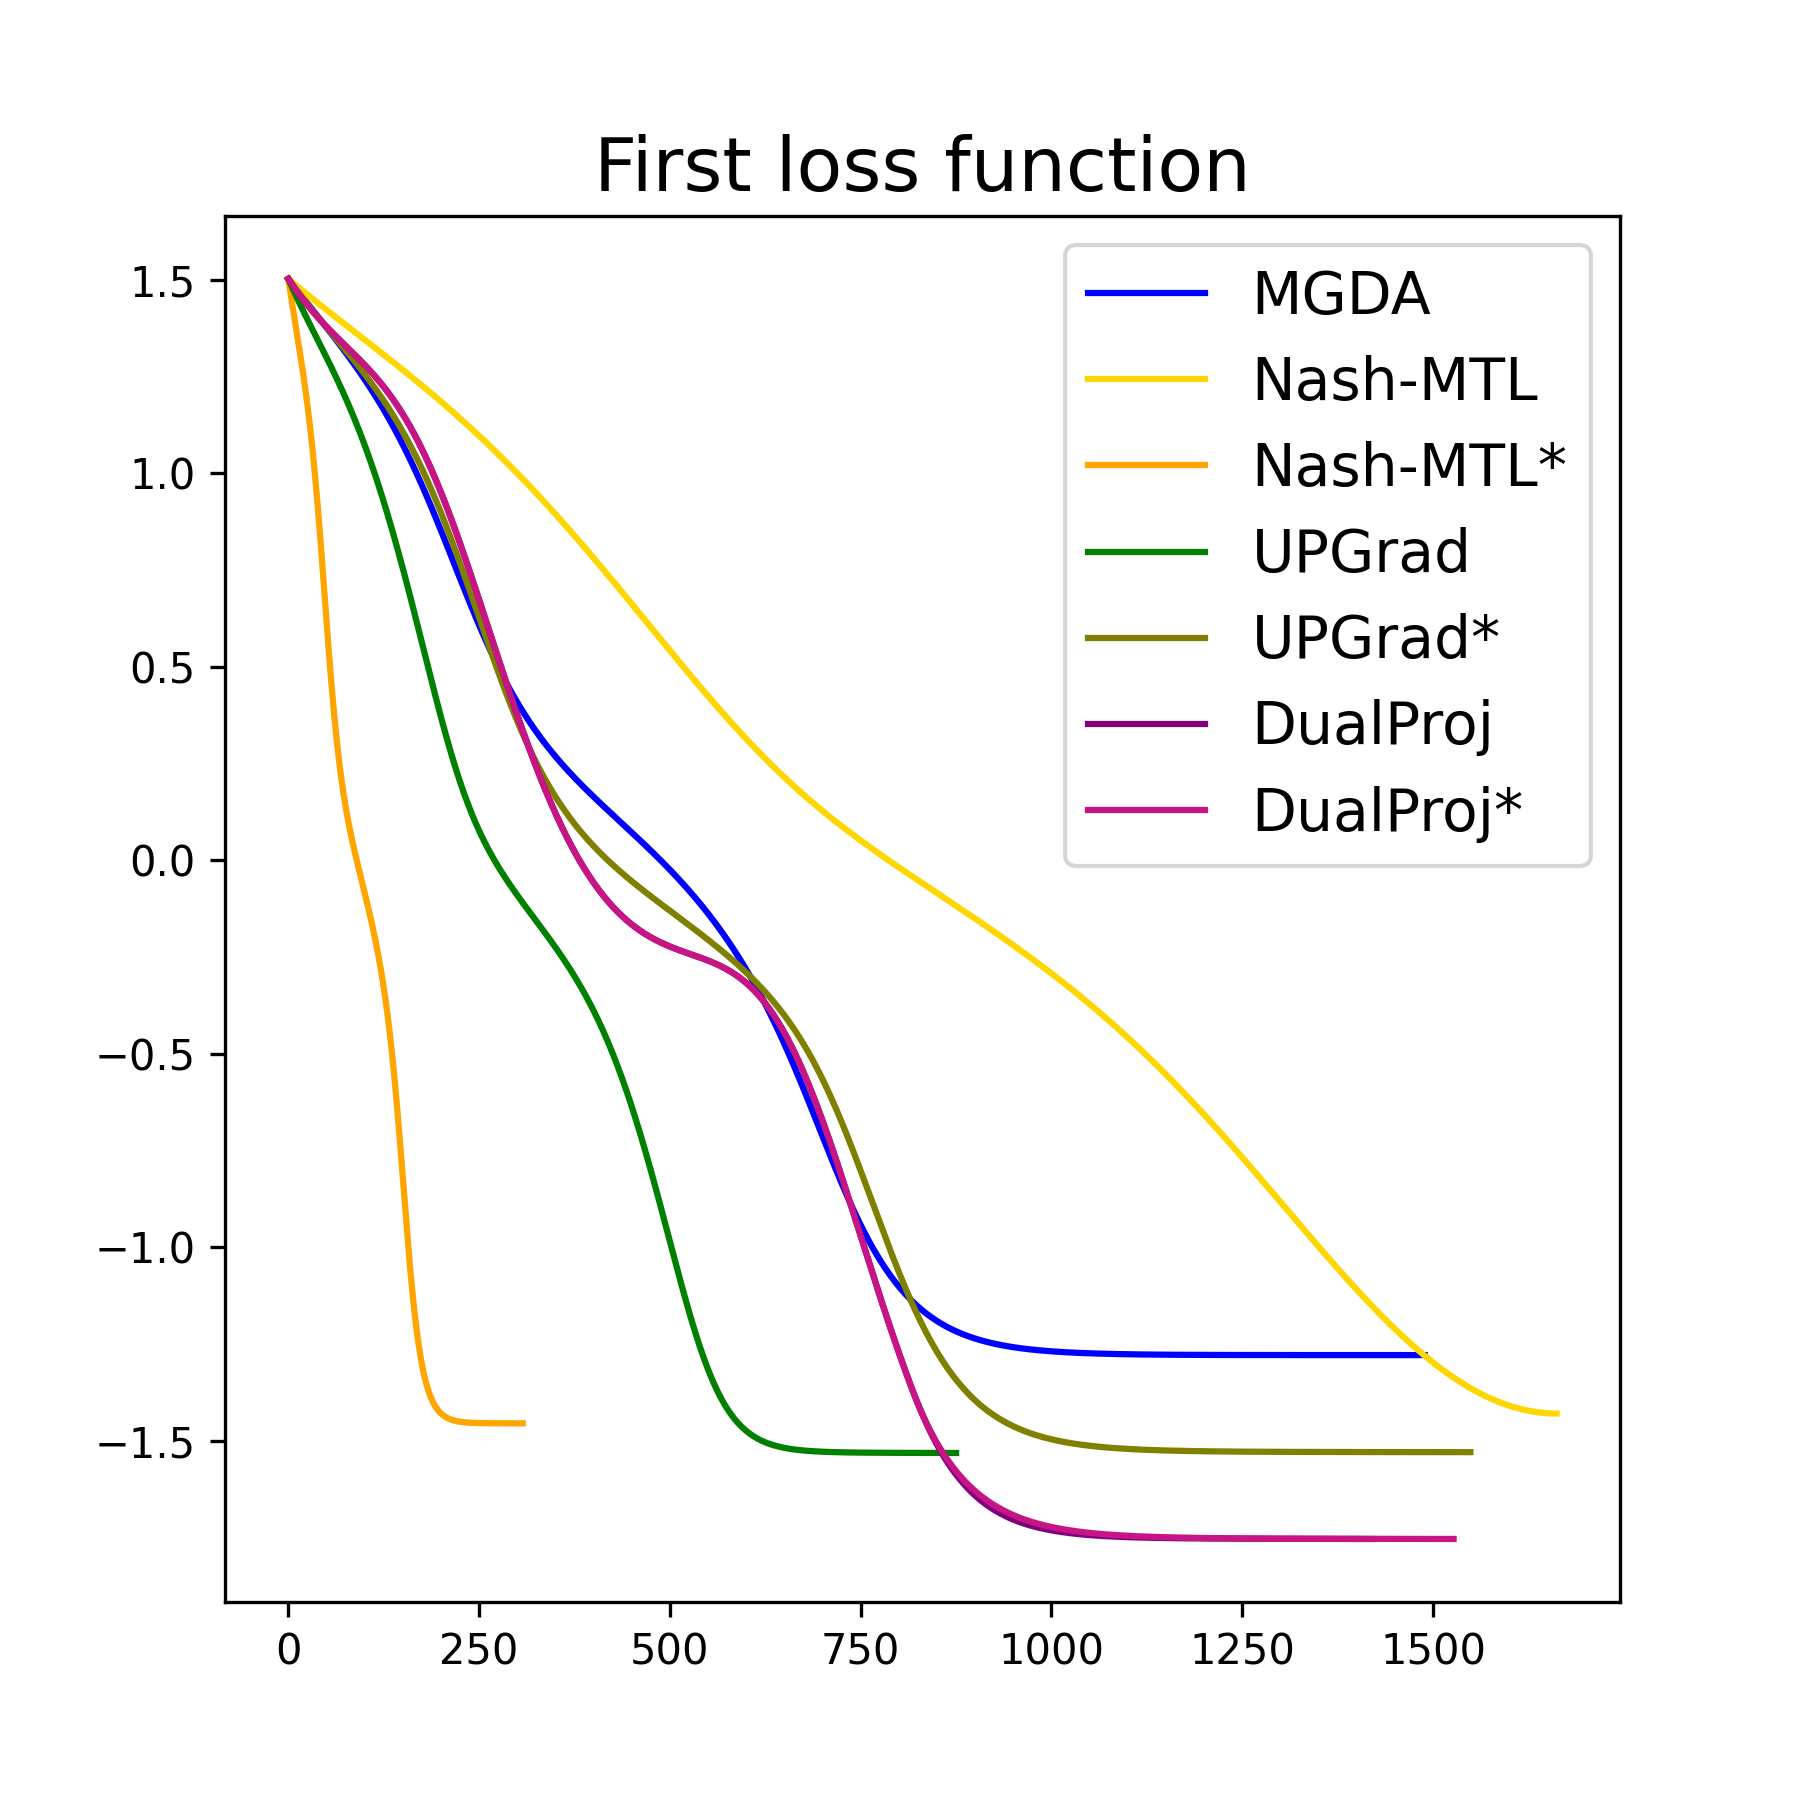 First loss function
1.5
1.0
0.5
0.0
−0.5
−1.0
−1.5
MGDA
Nash-MTL
Nash-MTL*
UPGrad
UPGrad*
DualProj
DualProj*
0 250 500 750 1000 1250 1500